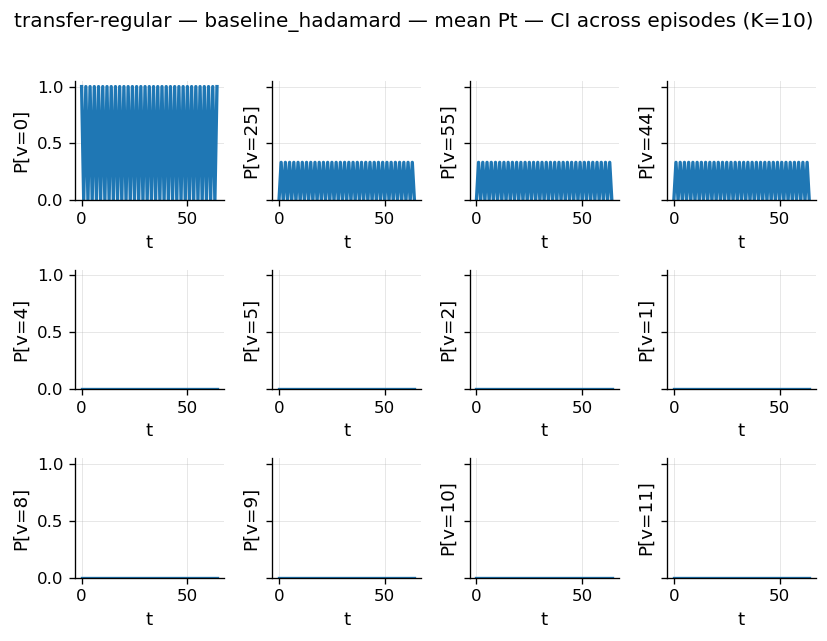 transfer-regular — baseline_hadamard — mean Pt — CI across episodes (K=10)
1.0
0.5
0.0
P[v=0]
0 50
t
P[v=25]
0 50
t
P[v=55]
0 50
t
P[v=44]
0 50
t
1.0
0.5
0.0
P[v=4]
0 50
t
P[v=5]
0 50
t
P[v=2]
0 50
t
P[v=1]
0 50
t
1.0
0.5
0.0
P[v=8]
0 50
t
P[v=9]
0 50
t
P[v=10]
0 50
t
P[v=11]
0 50
t